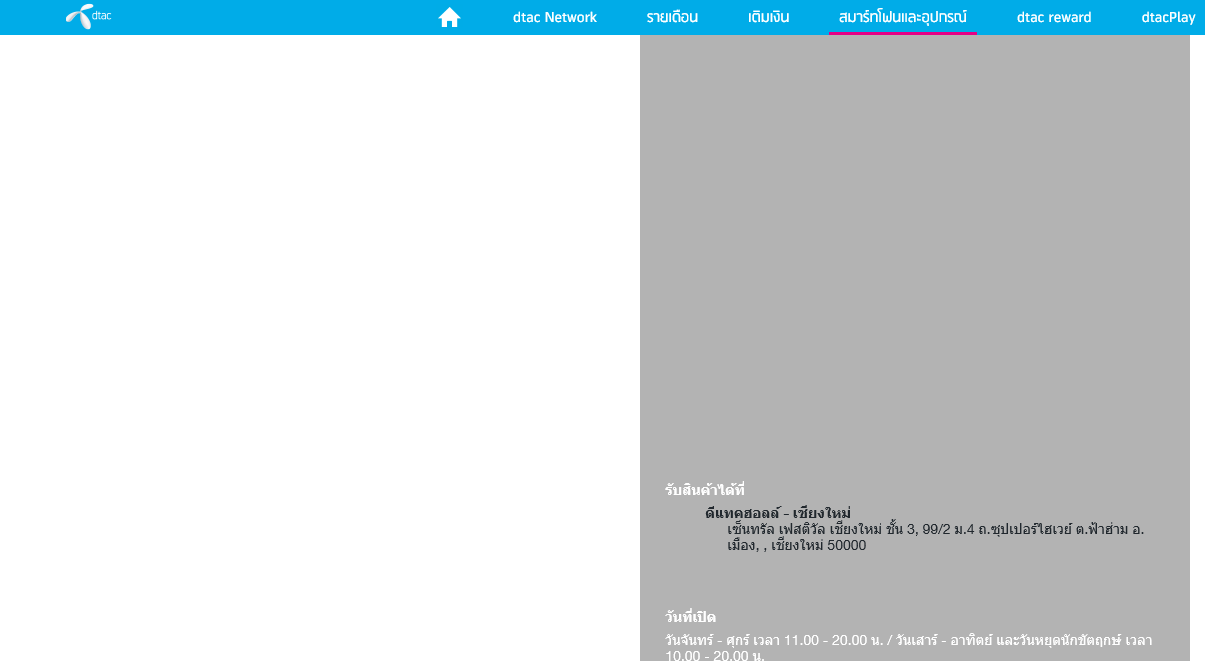 dtac
dtac Network
รายเดือน
เติมเงิน
สมาร์ทโฟนและอุปกรณ์
dtac reward
dtacPlay
รับสินค้าได้ที่
ดีแทคฮอลล์ - เชียงใหม่
เซ็นทรัล เฟสติวัล เชียงใหม่ ชั้น 3, 99/2 ม.4 ถ.ซุปเปอร์ไฮเวย์ ต.ฟ้าฮ่าม อ.
เมือง, , เชียงใหม่ 50000
วันที่เปิด
วันจันทร์ - ศุกร์ เวลา 11.00 - 20.00 น. / วันเสาร์ - อาทิตย์ และวันหยุดนักขัตฤกษ์ เวลา
10.00 - 20.00 น.